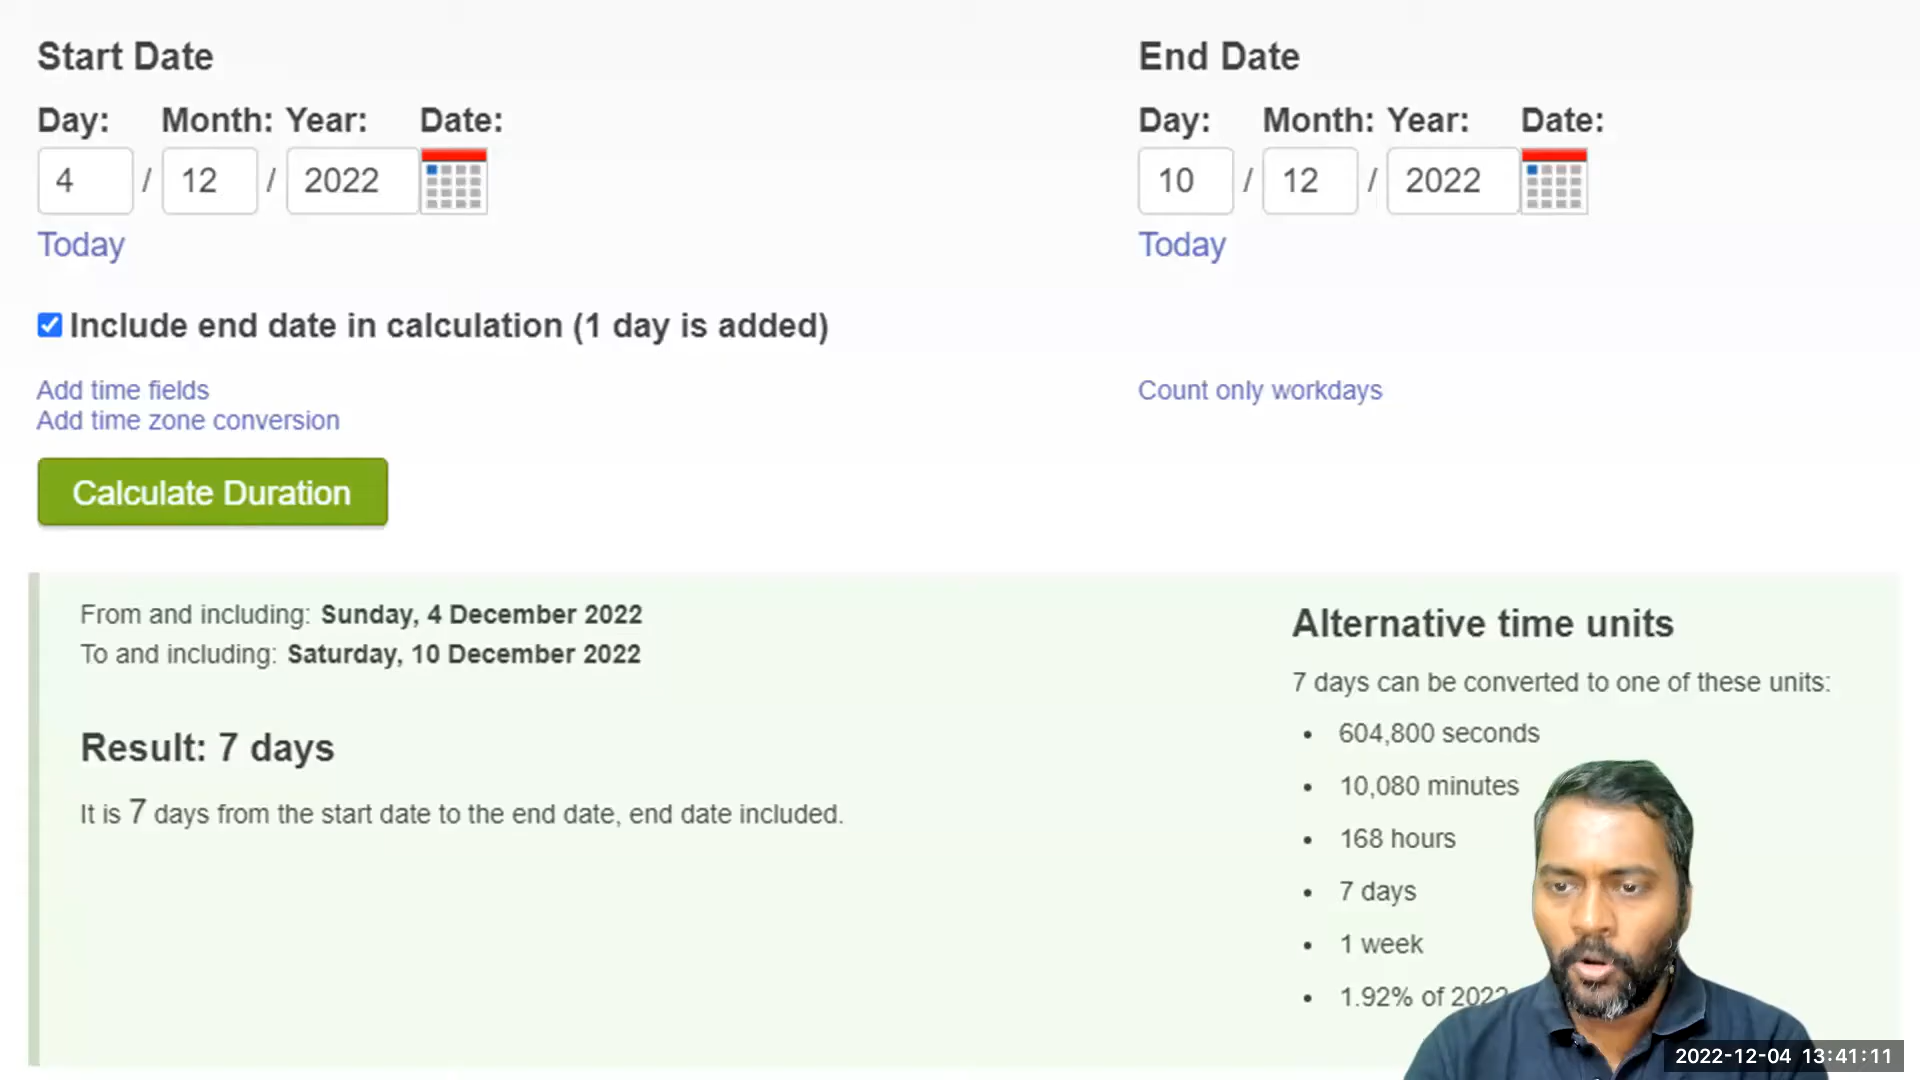 Start Date
Day: Month: Year: Date:
4 / 12 / 2022
Today
End Date
Day: Month: Year: Date:
10 / 12 / 2022
Today
Include end date in calculation (1 day is added)
Add time fields
Add time zone conversion
Count only workdays
Calculate Duration
From and including: Sunday, 4 December 2022
To and including: Saturday, 10 December 2022
Result: 7 days
It is 7 days from the start date to the end date, end date included.
Alternative time units
7 days can be converted to one of these units:
• 604,800 seconds
• 10,080 minutes
• 168 hours
• 7 days
• 1 week
• 1.92% of 2022
2022-12-04 13:41:11